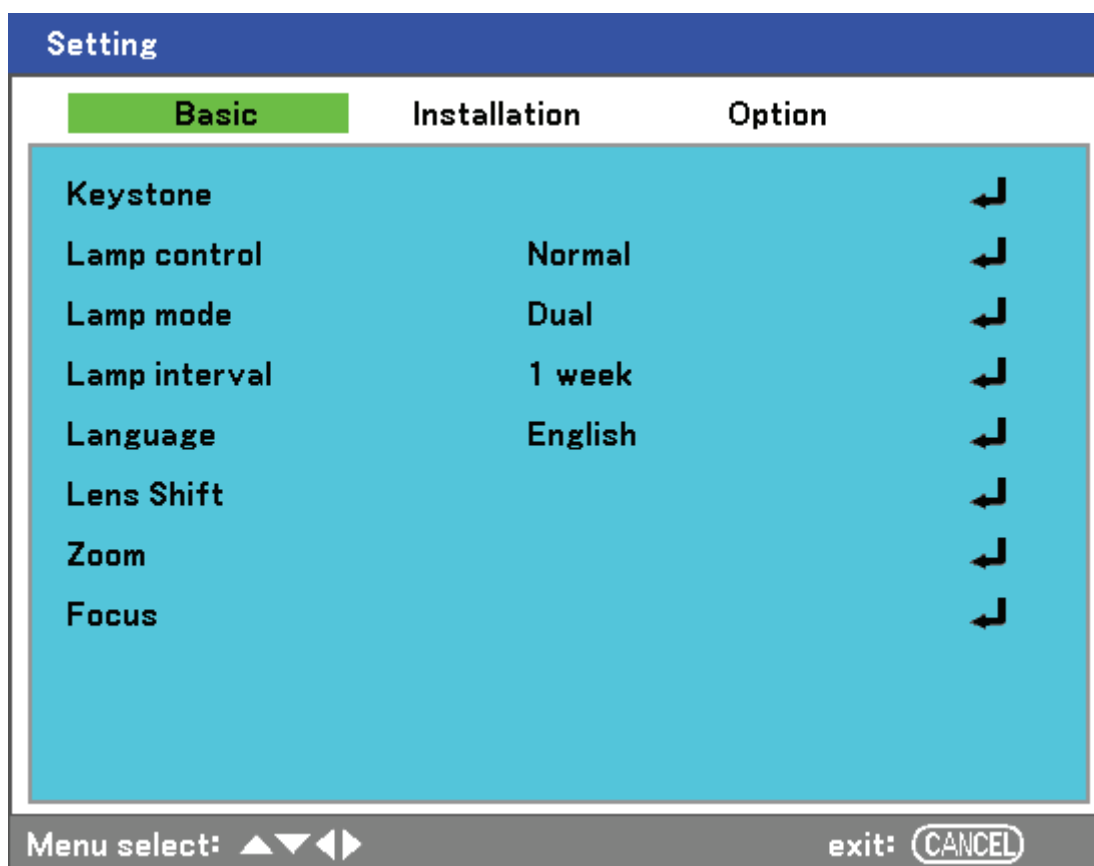 Setting
Basic Installation Option
Keystone
Lamp control Normal
Lamp mode Dual
Lamp interval 1 week
Language English
Lens Shift
Zoom
Focus
Menu select: ▲▼◀▶ exit: CANCEL